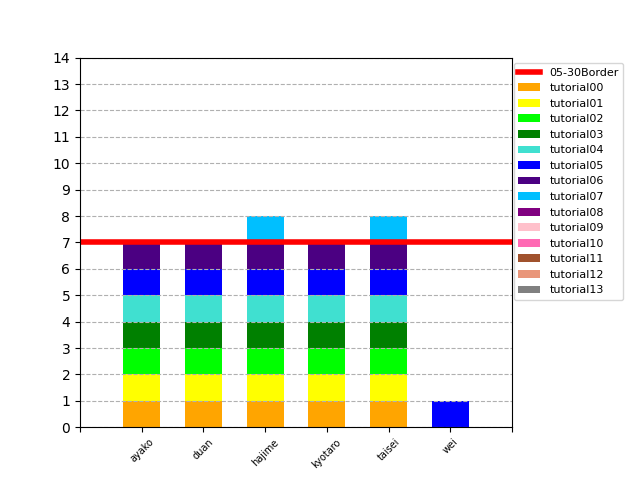 14
13
12
11
10
9
8
7
6
5
4
3
2
1
0
ayako
duan
hajime
kyotaro
taisei
wei
05-30Border
tutorial00
tutorial01
tutorial02
tutorial03
tutorial04
tutorial05
tutorial06
tutorial07
tutorial08
tutorial09
tutorial10
tutorial11
tutorial12
tutorial13